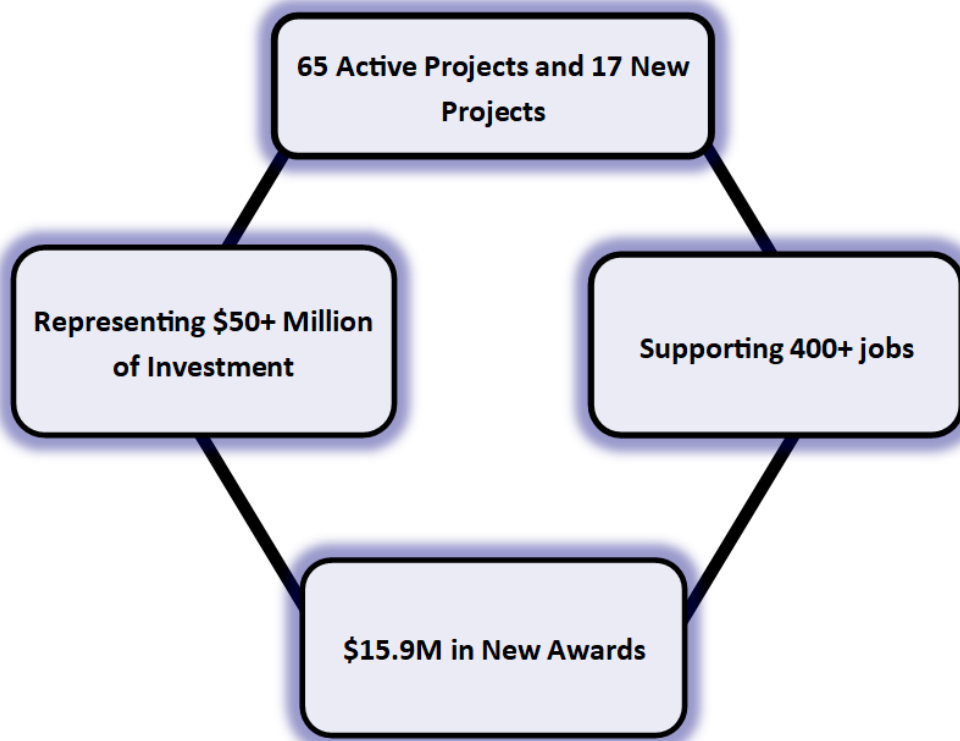 65 Active Projects and 17 New
Projects
Representing $50+ Million
of Investment
Supporting 400+ jobs
$15.9M in New Awards